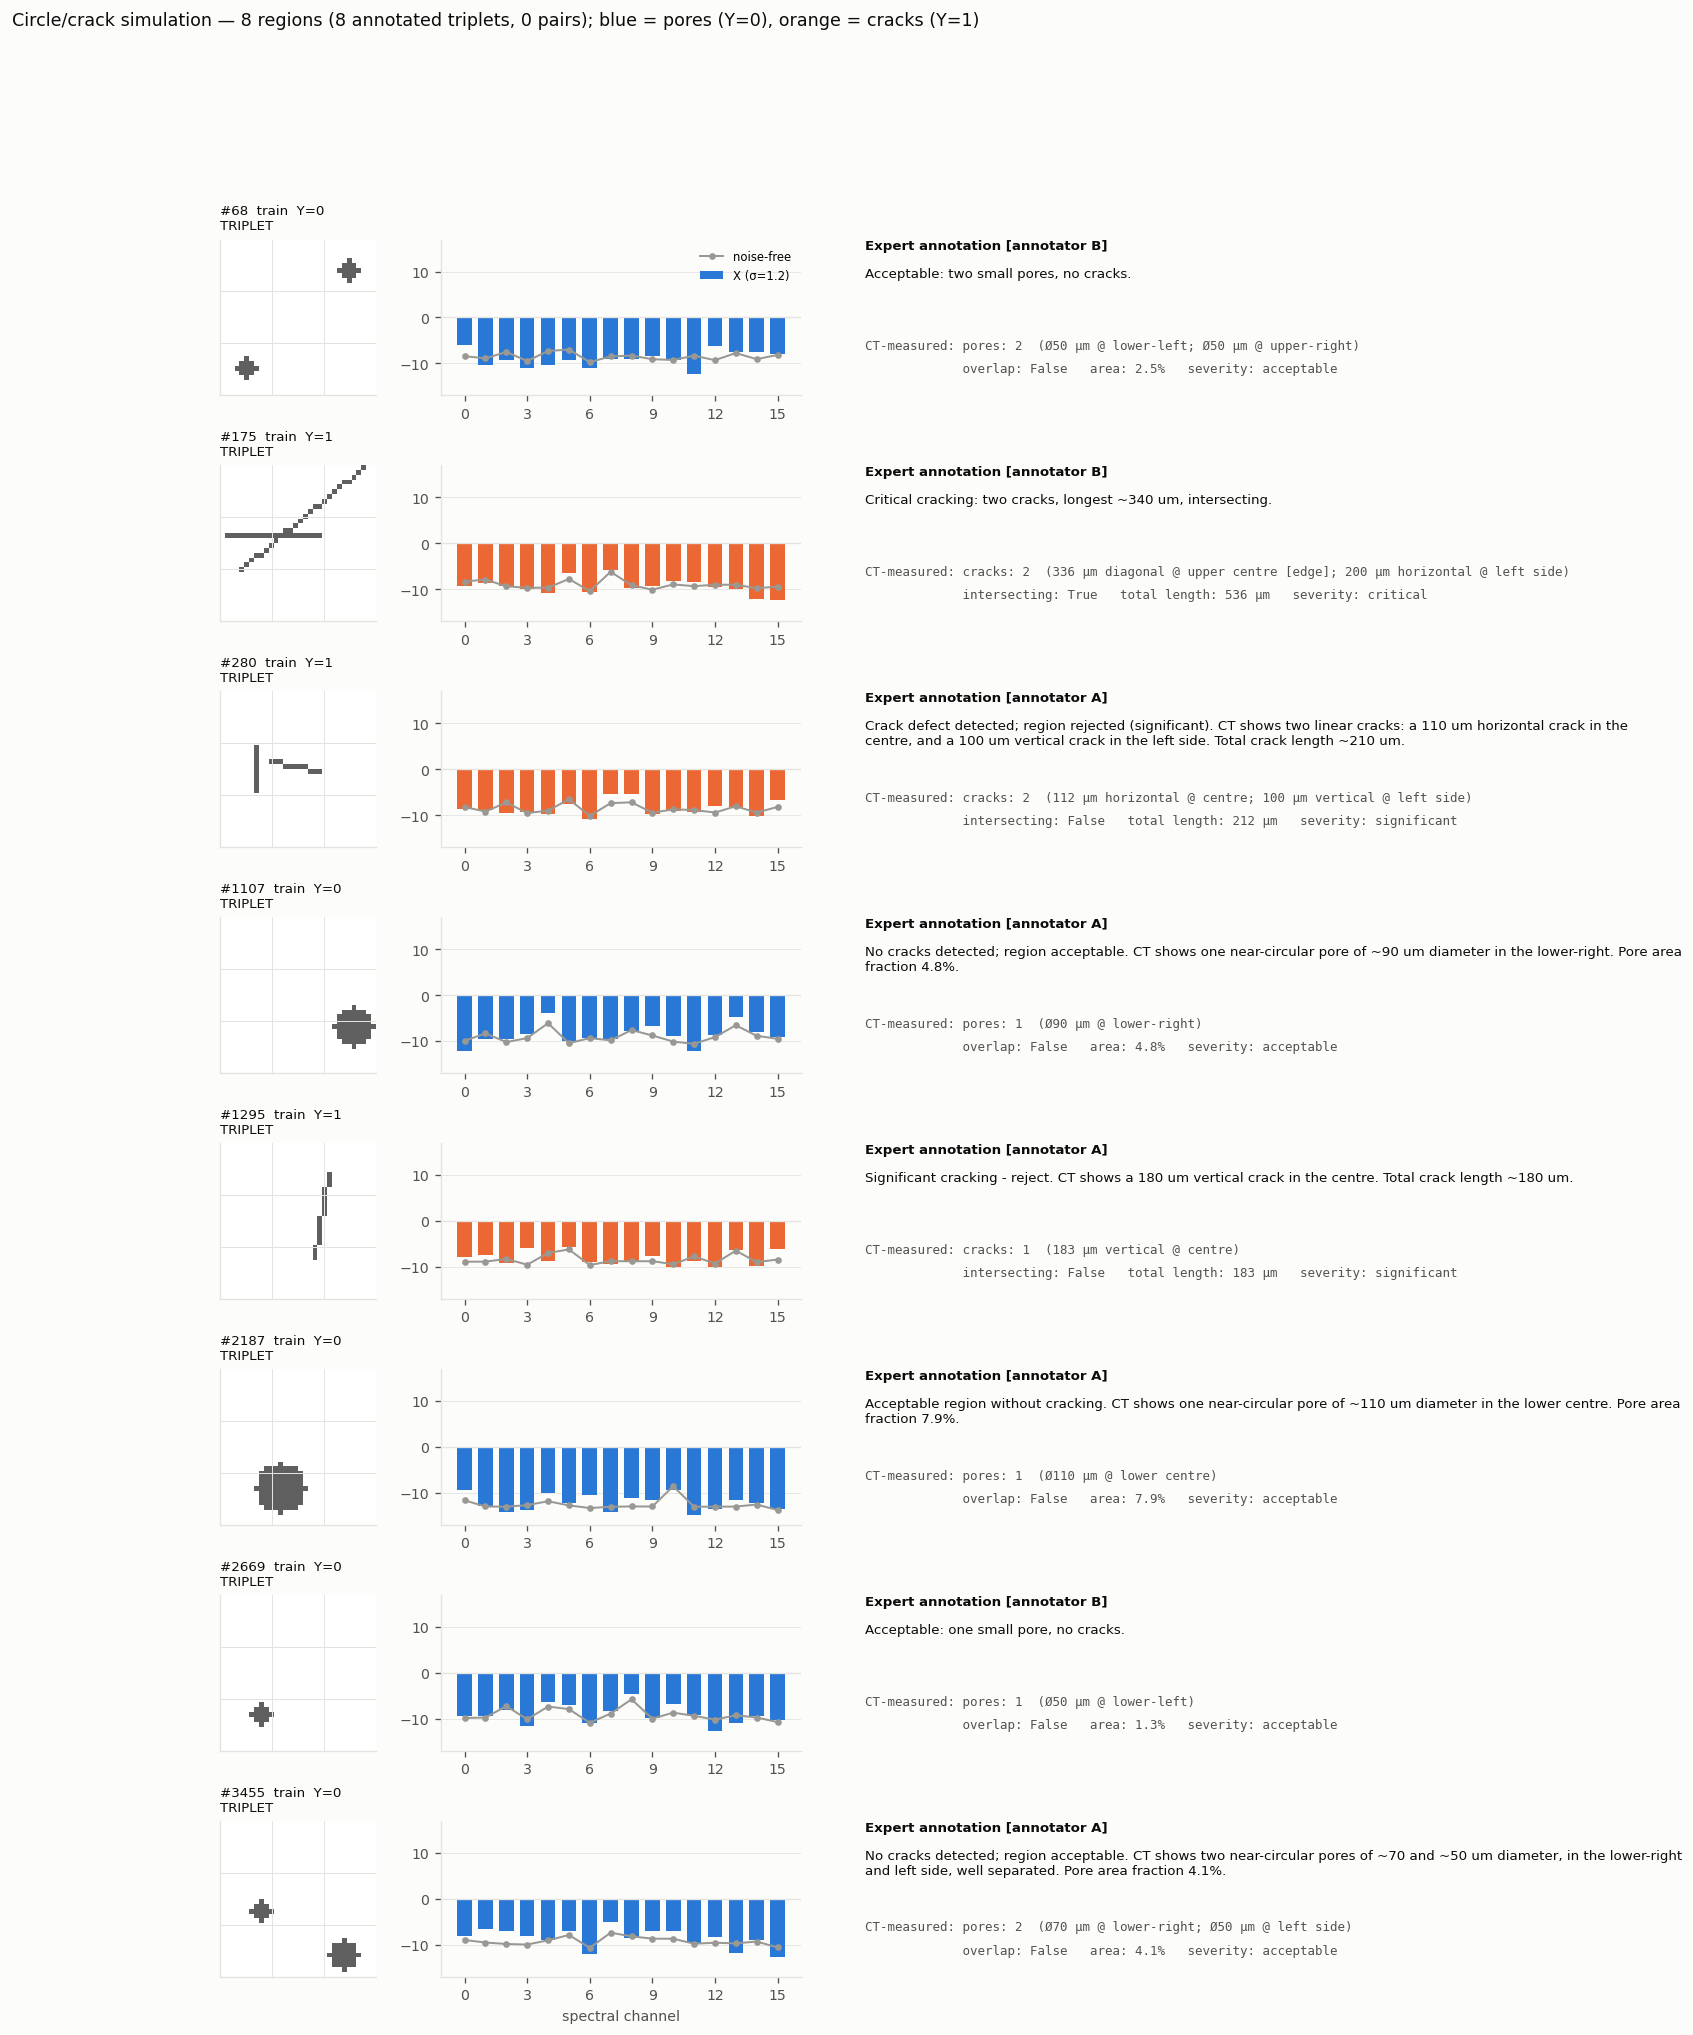 Circle/crack simulation — 8 regions (8 annotated triplets, 0 pairs); blue = pores (Y=0), orange = cracks (Y=1)
#68 train Y=0
TRIPLET
10
0
−10
0 3 6 9 12 15
noise-free
X (σ=1.2)
Expert annotation [annotator B]
Acceptable: two small pores, no cracks.
CT-measured: pores: 2 (Ø50 µm @ lower-left; Ø50 µm @ upper-right)
overlap: False area: 2.5% severity: acceptable
#175 train Y=1
TRIPLET
10
0
−10
0 3 6 9 12 15
Expert annotation [annotator B]
Critical cracking: two cracks, longest ~340 um, intersecting.
CT-measured: cracks: 2 (336 µm diagonal @ upper centre [edge]; 200 µm horizontal @ left side)
intersecting: True total length: 536 µm severity: critical
#280 train Y=1
TRIPLET
10
0
−10
0 3 6 9 12 15
Expert annotation [annotator A]
Crack defect detected; region rejected (significant). CT shows two linear cracks: a 110 um horizontal crack in the
centre, and a 100 um vertical crack in the left side. Total crack length ~210 um.
CT-measured: cracks: 2 (112 µm horizontal @ centre; 100 µm vertical @ left side)
intersecting: False total length: 212 µm severity: significant
#1107 train Y=0
TRIPLET
10
0
−10
0 3 6 9 12 15
Expert annotation [annotator A]
No cracks detected; region acceptable. CT shows one near-circular pore of ~90 um diameter in the lower-right. Pore area
fraction 4.8%.
CT-measured: pores: 1 (Ø90 µm @ lower-right)
overlap: False area: 4.8% severity: acceptable
#1295 train Y=1
TRIPLET
10
0
−10
0 3 6 9 12 15
Expert annotation [annotator A]
Significant cracking - reject. CT shows a 180 um vertical crack in the centre. Total crack length ~180 um.
CT-measured: cracks: 1 (183 µm vertical @ centre)
intersecting: False total length: 183 µm severity: significant
#2187 train Y=0
TRIPLET
10
0
−10
0 3 6 9 12 15
Expert annotation [annotator A]
Acceptable region without cracking. CT shows one near-circular pore of ~110 um diameter in the lower centre. Pore area
fraction 7.9%.
CT-measured: pores: 1 (Ø110 µm @ lower centre)
overlap: False area: 7.9% severity: acceptable
#2669 train Y=0
TRIPLET
10
0
−10
0 3 6 9 12 15
Expert annotation [annotator B]
Acceptable: one small pore, no cracks.
CT-measured: pores: 1 (Ø50 µm @ lower-left)
overlap: False area: 1.3% severity: acceptable
#3455 train Y=0
TRIPLET
10
0
−10
0 3 6 9 12 15
spectral channel
Expert annotation [annotator A]
No cracks detected; region acceptable. CT shows two near-circular pores of ~70 and ~50 um diameter, in the lower-right
and left side, well separated. Pore area fraction 4.1%.
CT-measured: pores: 2 (Ø70 µm @ lower-right; Ø50 µm @ left side)
overlap: False area: 4.1% severity: acceptable